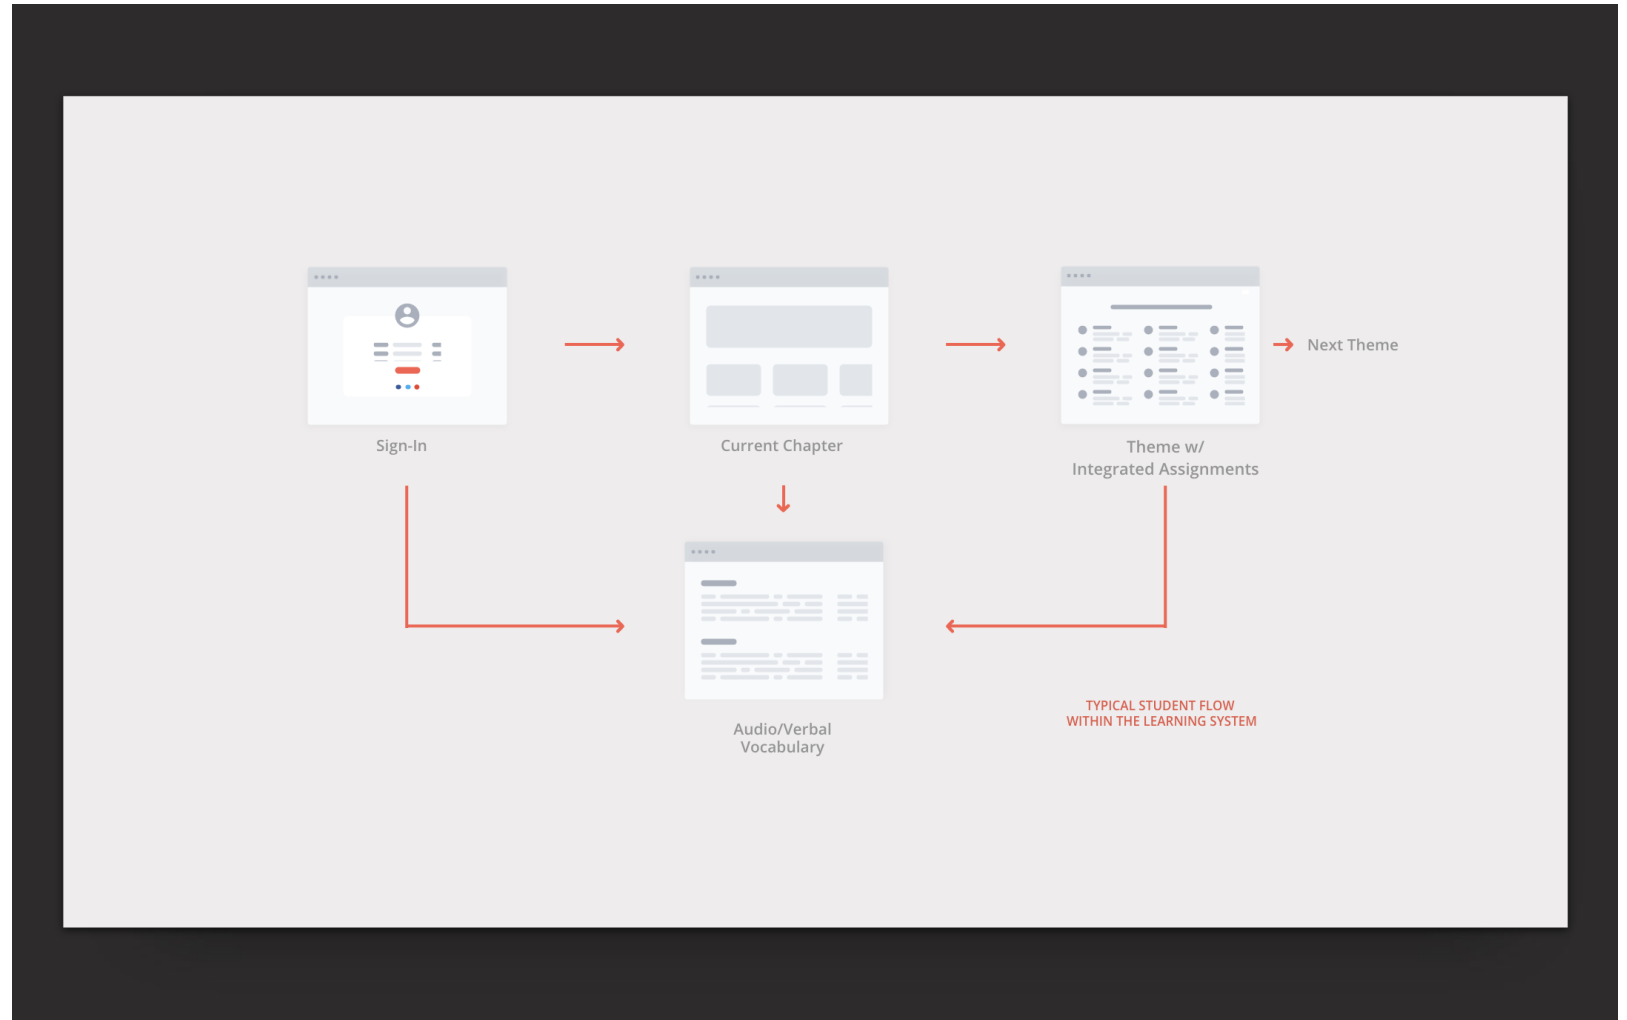 Sign-In
Current Chapter
Theme w/
Integrated Assignments
Next Theme
Audio/Verbal
Vocabulary
TYPICAL STUDENT FLOW
WITHIN THE LEARNING SYSTEM